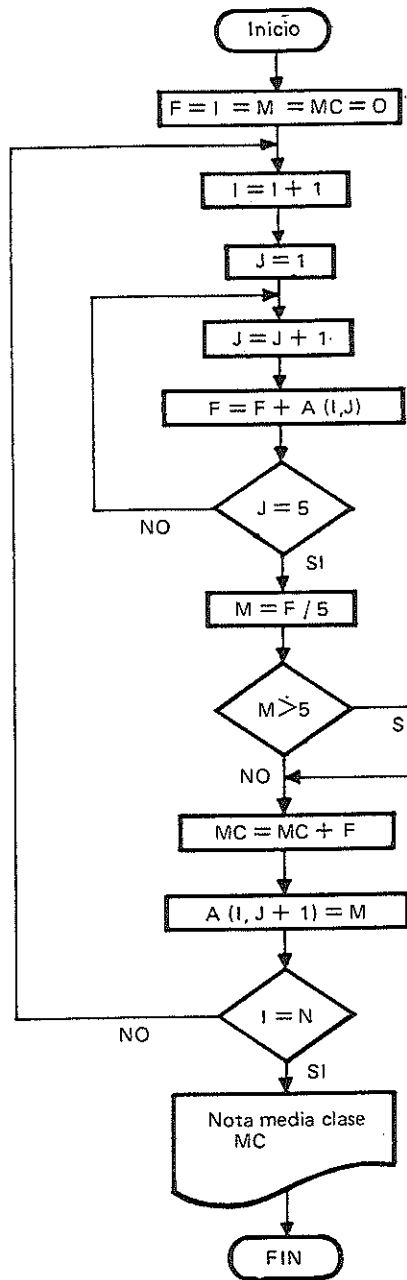 Inicio
F = I = M = MC = 0
I = I + 1
J = 1
J = J + 1
F = F + A (I,J)
J = 5
NO
SI
M = F / 5
M > 5
S
NO
MC = MC + F
A (I, J + 1) = M
I = N
NO
SI
Nota media clase
MC
FIN